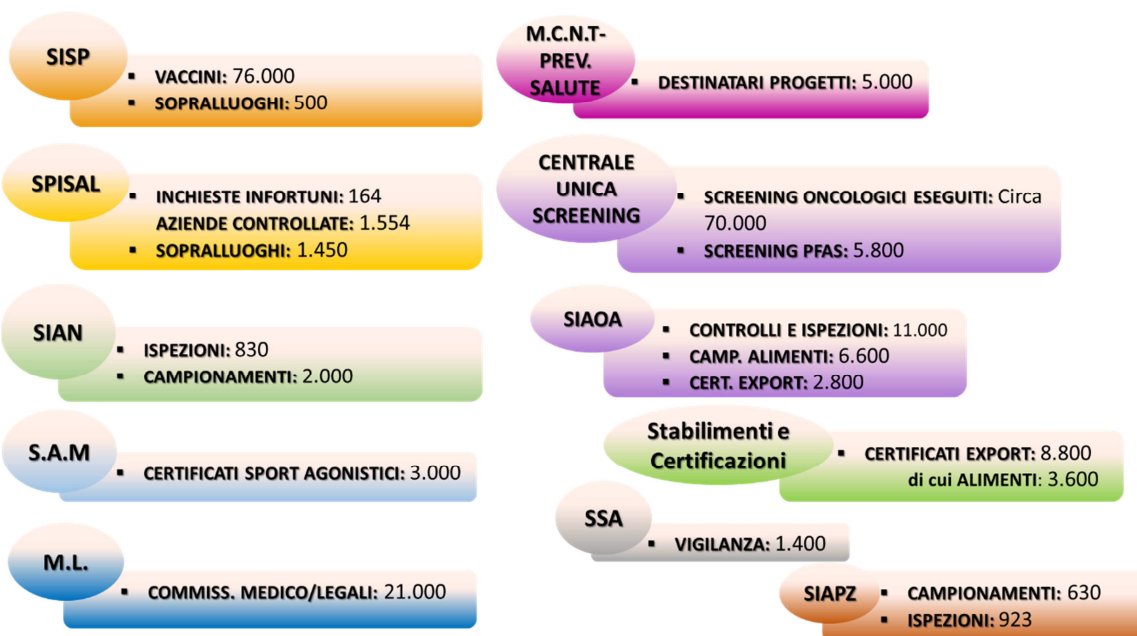 SISP
▪ VACCINI: 76.000
▪ SOPRALLUOGHI: 500
SPISAL
▪ INCHIESTE INFORTUNI: 164
AZIENDE CONTROLLATE: 1.554
▪ SOPRALLUOGHI: 1.450
SIAN
▪ ISPEZIONI: 830
▪ CAMPIONAMENTI: 2.000
S.A.M
▪ CERTIFICATI SPORT AGONISTICI: 3.000
M.L.
▪ COMMISS. MEDICO/LEGALI: 21.000
M.C.N.T-
PREV.
SALUTE
▪ DESTINATARI PROGETTI: 5.000
CENTRALE
UNICA
SCREENING
▪ SCREENING ONCOLOGICI ESEGUITI: Circa
70.000
▪ SCREENING PFAS: 5.800
SIAOA
▪ CONTROLLI E ISPEZIONI: 11.000
▪ CAMP. ALIMENTI: 6.600
▪ CERT. EXPORT: 2.800
Stabilimenti e
Certificazioni
▪ CERTIFICATI EXPORT: 8.800
di cui ALIMENTI: 3.600
SSA
▪ VIGILANZA: 1.400
SIAPZ
▪ CAMPIONAMENTI: 630
▪ ISPEZIONI: 923